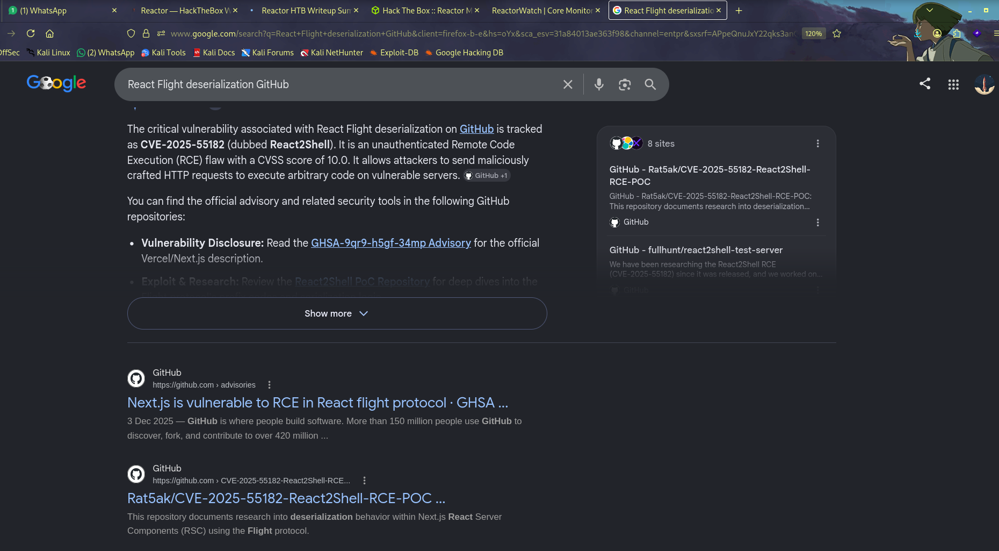 (1) WhatsApp
Reactor — HackTheBox W
Reactor HTB Writeup Sum
Hack The Box :: Reactor M
ReactorWatch | Core Monitor
React Flight deserializatio
www.google.com/search?q=React+Flight+deserialization+GitHub&client=firefox-b-e&hs=oYx&sca_esv=31a84013ae363f98&channel=entpr&sxsrf=APpeQnuJxY22qks3an
120%
OffSec
Kali Linux
(2) WhatsApp
Kali Tools
Kali Docs
Kali Forums
Kali NetHunter
Exploit-DB
Google Hacking DB
Google
React Flight deserialization GitHub
The critical vulnerability associated with React Flight deserialization on GitHub is tracked
as CVE-2025-55182 (dubbed React2Shell). It is an unauthenticated Remote Code
Execution (RCE) flaw with a CVSS score of 10.0. It allows attackers to send maliciously
crafted HTTP requests to execute arbitrary code on vulnerable servers. GitHub +1
You can find the official advisory and related security tools in the following GitHub
repositories:
• Vulnerability Disclosure: Read the GHSA-9qr9-h5gf-34mp Advisory for the official
Vercel/Next.js description.
• Exploit & Research: Review the React2Shell PoC Repository for deep dives into the
Show more
8 sites
GitHub - Rat5ak/CVE-2025-55182-React2Shell-
RCE-POC
GitHub - Rat5ak/CVE-2025-55182-React2Shell-RCE-POC:
This repository documents research into deserialization...
GitHub
GitHub - fullhunt/react2shell-test-server
We have been researching the React2Shell RCE
(CVE-2025-55182) since it was released, and we worked on...
GitHub
GitHub
https://github.com › advisories
Next.js is vulnerable to RCE in React flight protocol · GHSA ...
3 Dec 2025 — GitHub is where people build software. More than 150 million people use GitHub to
discover, fork, and contribute to over 420 million ...
GitHub
https://github.com › CVE-2025-55182-React2Shell-RCE...
Rat5ak/CVE-2025-55182-React2Shell-RCE-POC ...
This repository documents research into deserialization behavior within Next.js React Server
Components (RSC) using the Flight protocol.